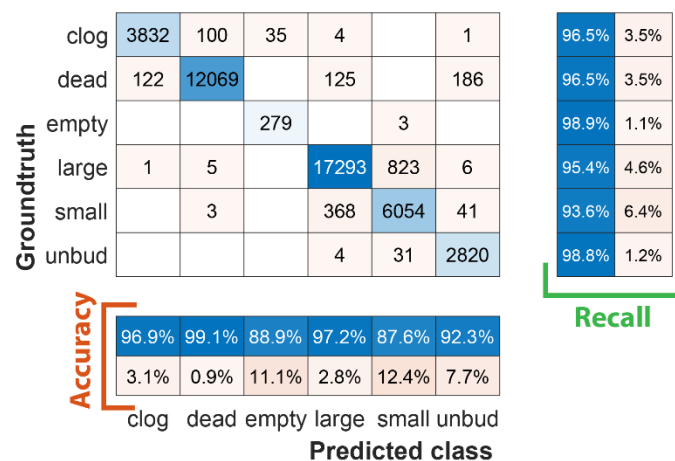 clog 3832 100 35 4 1 96.5% 3.5%
dead 122 12069 125 186 96.5% 3.5%
empty 279 3 98.9% 1.1%
large 1 5 17293 823 6 95.4% 4.6%
small 3 368 6054 41 93.6% 6.4%
unbud 4 31 2820 98.8% 1.2%
Groundtruth
Recall
Accuracy
96.9% 99.1% 88.9% 97.2% 87.6% 92.3%
3.1% 0.9% 11.1% 2.8% 12.4% 7.7%
clog dead empty large small unbud
Predicted class